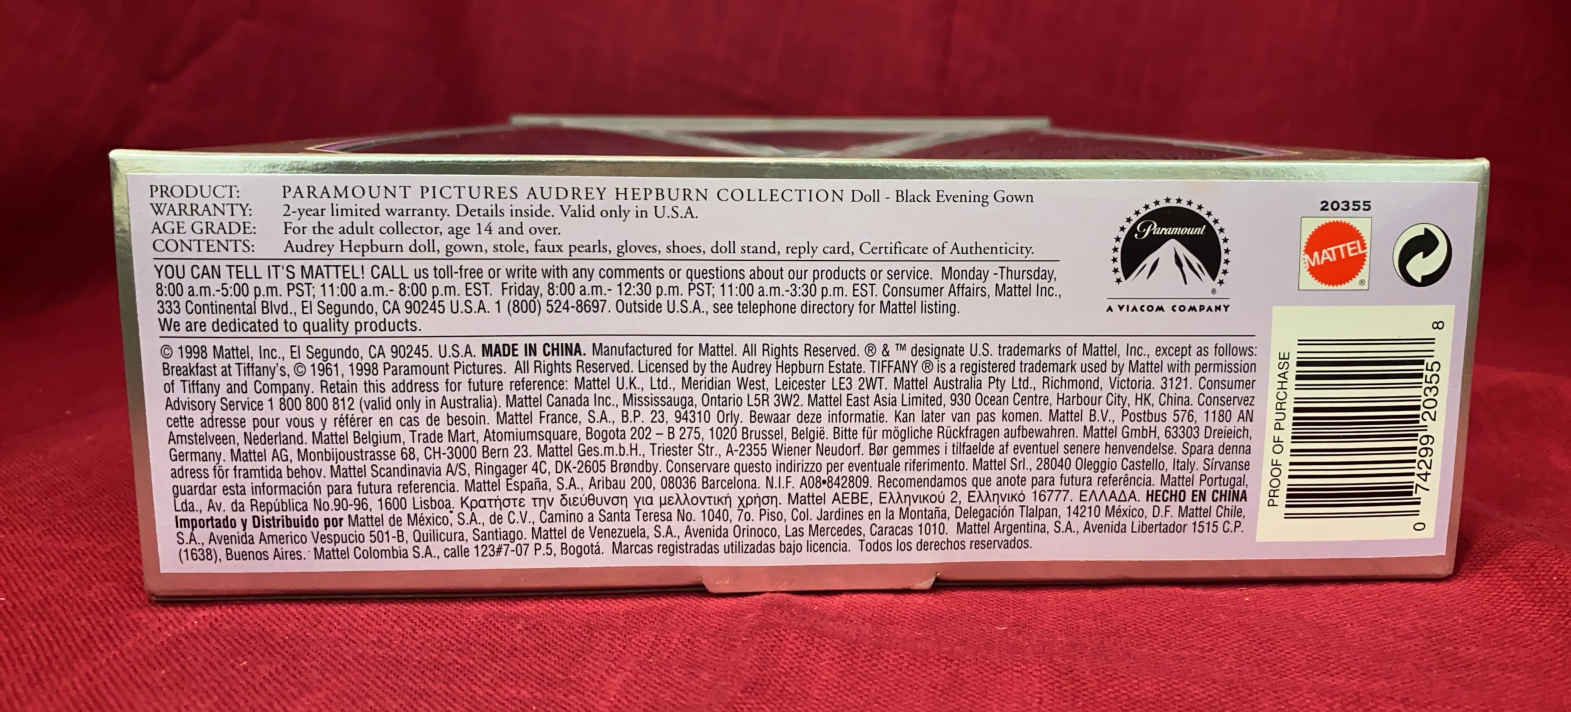 PRODUCT: PARAMOUNT PICTURES AUDREY HEPBURN COLLECTION Doll - Black Evening Gown
WARRANTY: 2-year limited warranty. Details inside. Valid only in U.S.A.
AGE GRADE: For the adult collector, age 14 and over.
CONTENTS: Audrey Hepburn doll, gown, stole, faux pearls, gloves, shoes, doll stand, reply card, Certificate of Authenticity.
YOU CAN TELL IT'S MATTEL! CALL us toll-free or write with any comments or questions about our products or service. Monday -Thursday,
8:00 a.m.-5:00 p.m. PST; 11:00 a.m.- 8:00 p.m. EST. Friday, 8:00 a.m.- 12:30 p.m. PST; 11:00 a.m.-3:30 p.m. EST. Consumer Affairs, Mattel Inc.,
333 Continental Blvd., El Segundo, CA 90245 U.S.A. 1 (800) 524-8697. Outside U.S.A., see telephone directory for Mattel listing.
We are dedicated to quality products.
© 1998 Mattel, Inc., El Segundo, CA 90245. U.S.A. MADE IN CHINA. Manufactured for Mattel. All Rights Reserved. ® & ™ designate U.S. trademarks of Mattel, Inc., except as follows:
Breakfast at Tiffany's, © 1961, 1998 Paramount Pictures. All Rights Reserved. Licensed by the Audrey Hepburn Estate. TIFFANY ® is a registered trademark used by Mattel with permission
of Tiffany and Company. Retain this address for future reference: Mattel U.K., Ltd., Meridian West, Leicester LE3 2WT. Mattel Australia Pty Ltd., Richmond, Victoria. 3121. Consumer
Advisory Service 1 800 800 812 (valid only in Australia). Mattel Canada Inc., Mississauga, Ontario L5R 3W2. Mattel East Asia Limited, 930 Ocean Centre, Harbour City, HK, China. Conservez
cette adresse pour vous y référer en cas de besoin. Mattel France, S.A., B.P. 23, 94310 Orly. Bewaar deze informatie. Kan later van pas komen. Mattel B.V., Postbus 576, 1180 AN
Amstelveen, Nederland. Mattel Belgium, Trade Mart, Atomiumsquare, Bogota 202 – B 275, 1020 Brussel, België. Bitte für mögliche Rückfragen aufbewahren. Mattel GmbH, 63303 Dreieich,
Germany. Mattel AG, Monbijoustrasse 68, CH-3000 Bern 23. Mattel Ges.m.b.H., Triester Str., A-2355 Wiener Neudorf. Bør gemmes i tilfaelde af eventuel senere henvendelse. Spara denna
adress för framtida behov. Mattel Scandinavia A/S, Ringager 4C, DK-2605 Brøndby. Conservare questo indirizzo per eventuale riferimento. Mattel Srl., 28040 Oleggio Castello, Italy. Sírvanse
guardar esta información para futura referencia. Mattel España, S.A., Aribau 200, 08036 Barcelona. N.I.F. A08•842809. Recomendamos que anote para futura referência. Mattel Portugal,
Lda., Av. da República No.90-96, 1600 Lisboa. Κρατήστε την διεύθυνση για μελλοντική χρήση. Mattel AEBE, Ελληνικού 2, Ελληνικό 16777. ΕΛΛΑΔΑ. HECHO EN CHINA
Importado y Distribuido por Mattel de México, S.A., de C.V., Camino a Santa Teresa No. 1040, 7o. Piso, Col. Jardines en la Montaña, Delegación Tlalpan, 14210 México, D.F. Mattel Chile,
S.A., Avenida Americo Vespucio 501-B, Quilicura, Santiago. Mattel de Venezuela, S.A., Avenida Orinoco, Las Mercedes, Caracas 1010. Mattel Argentina, S.A., Avenida Libertador 1515 C.P.
(1638), Buenos Aires. Mattel Colombia S.A., calle 123#7-07 P.5, Bogotá. Marcas registradas utilizadas bajo licencia. Todos los derechos reservados.
Paramount
®
A VIACOM COMPANY
20355
MATTEL
®
PROOF OF PURCHASE
0 74299 20355 8